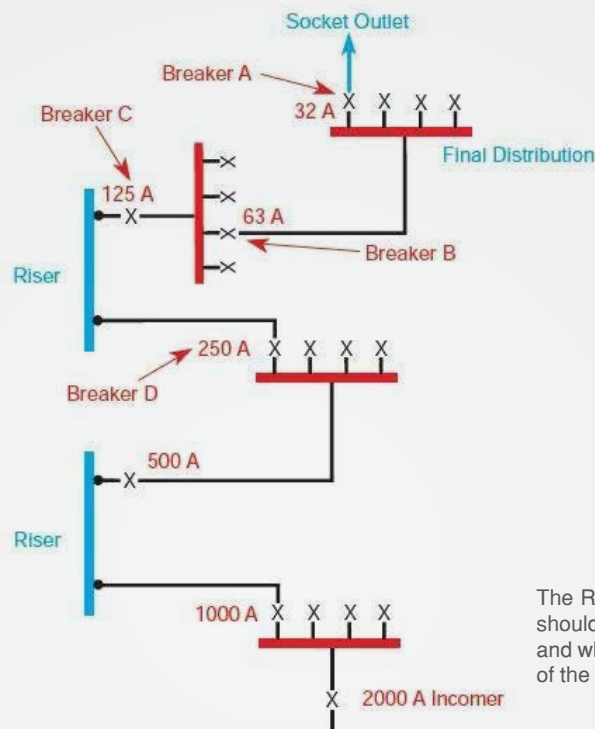 Socket Outlet
Breaker A
32 A
X X X X
Final Distribution
Breaker C
125 A
X
X
X
63 A
X
X
Breaker B
Riser
250 A
X X X X
Breaker D
500 A
X
Riser
1000 A
X X X X
The R
should
and wh
of the
X
2000 A Incomer